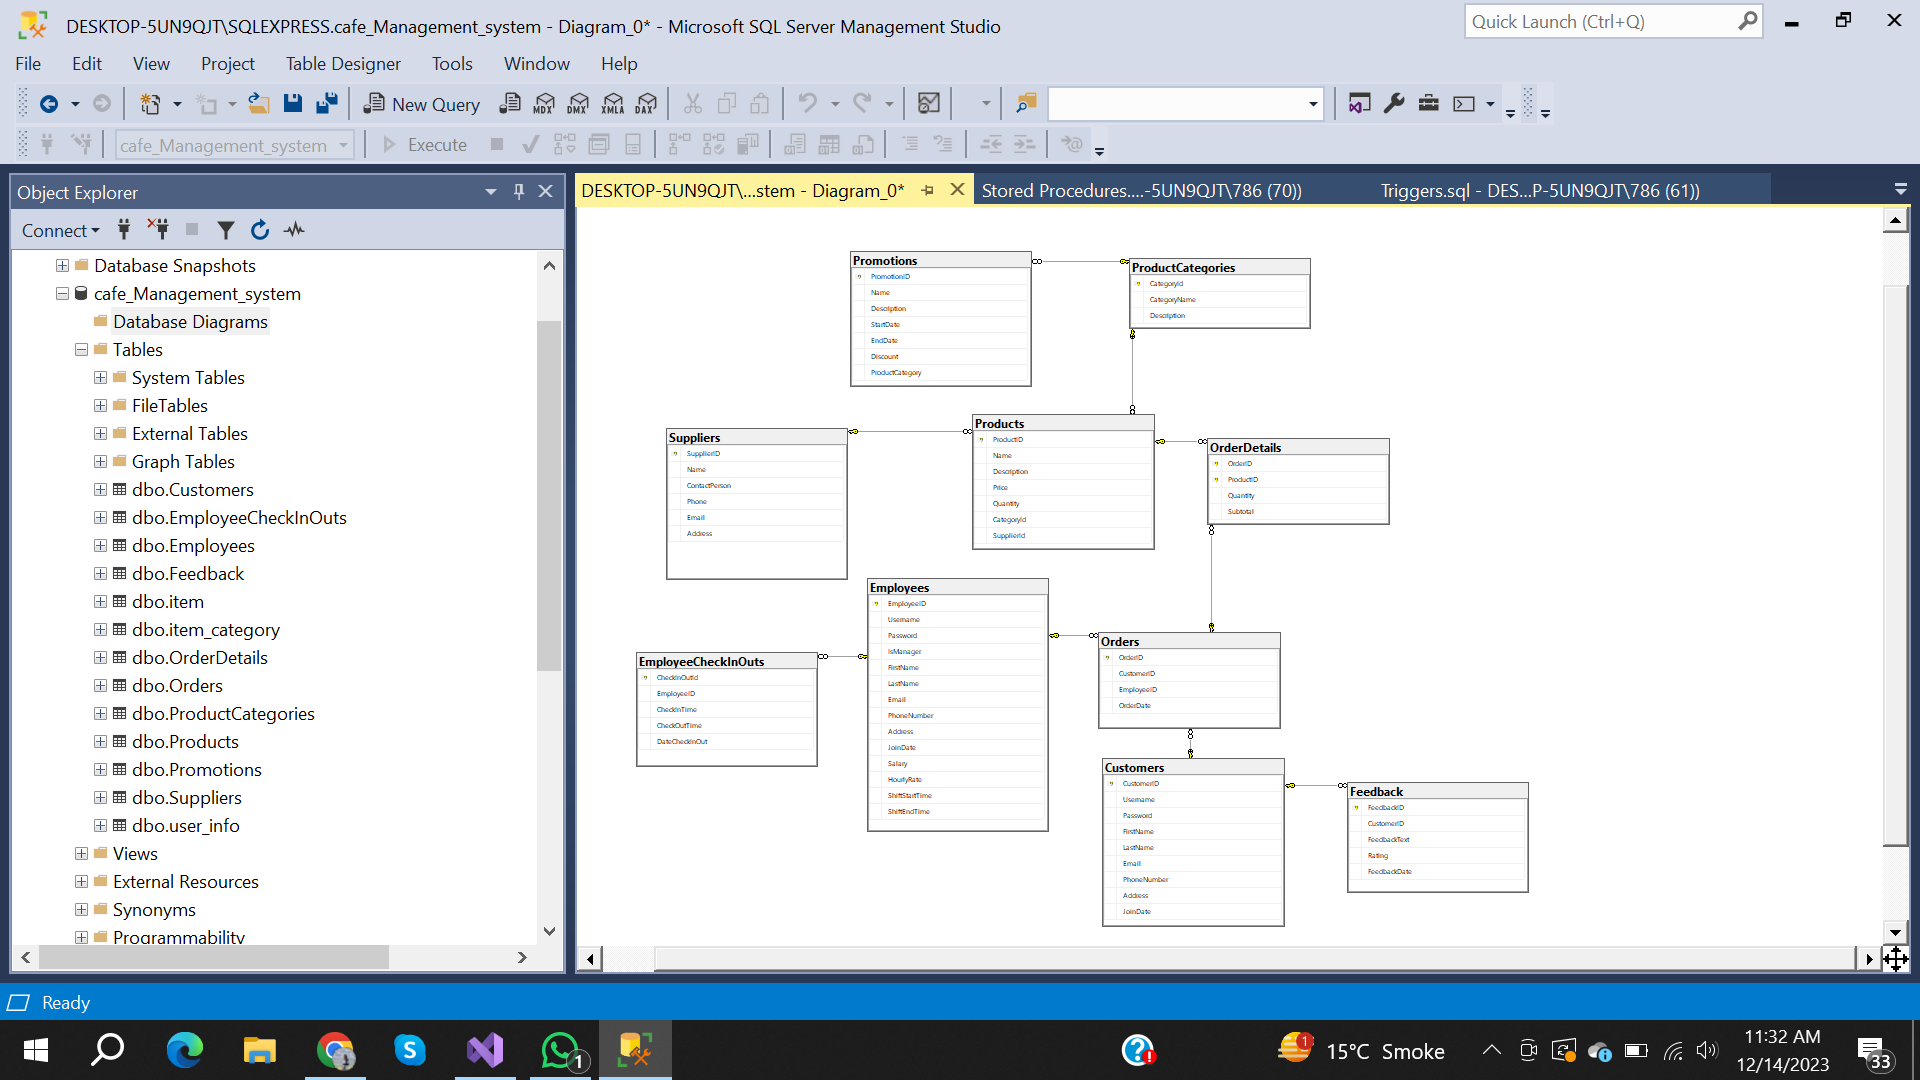 DESKTOP-5UN9QJT\SQLEXPRESS.cafe_Management_system - Diagram_0* - Microsoft SQL Server Management Studio
Quick Launch (Ctrl+Q)
File Edit View Project Table Designer Tools Window Help
New Query MDX DMX XMLA DAX
cafe_Management_system Execute
Object Explorer
Connect
Database Snapshots
cafe_Management_system
Database Diagrams
Tables
System Tables
FileTables
External Tables
Graph Tables
dbo.Customers
dbo.EmployeeCheckInOuts
dbo.Employees
dbo.Feedback
dbo.item
dbo.item_category
dbo.OrderDetails
dbo.Orders
dbo.ProductCategories
dbo.Products
dbo.Promotions
dbo.Suppliers
dbo.user_info
Views
External Resources
Synonyms
Programmability
DESKTOP-5UN9QJT\...stem - Diagram_0*
Stored Procedures....-5UN9QJT\786 (70))
Triggers.sql - DES...P-5UN9QJT\786 (61))
Promotions
PromotionID
Name
Description
StartDate
EndDate
Discount
ProductCategory
ProductCategories
CategoryId
CategoryName
Description
Suppliers
SupplierID
Name
ContactPerson
Phone
Email
Address
Products
ProductID
Name
Description
Price
Quantity
CategoryId
SupplierId
OrderDetails
OrderID
ProductID
Quantity
Subtotal
EmployeeCheckInOuts
CheckInOutId
EmployeeID
CheckInTime
CheckOutTime
DateCheckInOut
Employees
EmployeeID
Username
Password
IsManager
FirstName
LastName
Email
PhoneNumber
Address
JoinDate
Salary
HourlyRate
ShiftStartTime
ShiftEndTime
Orders
OrderID
CustomerID
EmployeeID
OrderDate
Customers
CustomerID
Username
Password
FirstName
LastName
Email
PhoneNumber
Address
JoinDate
Feedback
FeedbackID
CustomerID
FeedbackText
Rating
FeedbackDate
Ready
1
1
15°C Smoke
11:32 AM
12/14/2023
33